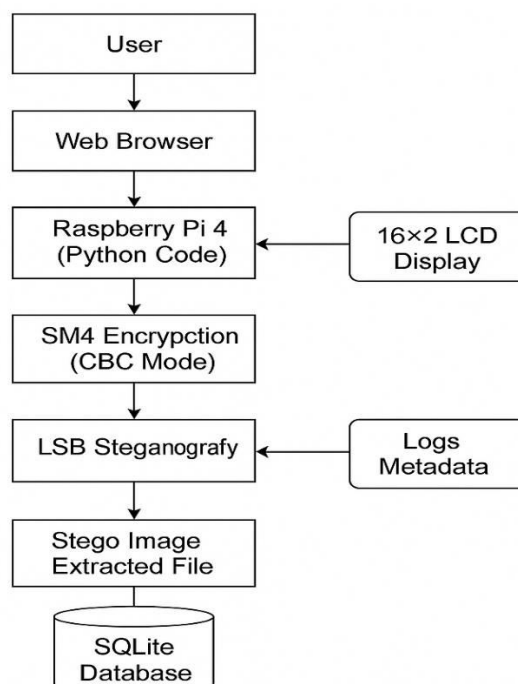 User
Web Browser
Raspberry Pi 4
(Python Code)
16×2 LCD
Display
SM4 Encrypction
(CBC Mode)
LSB Steganografy
Logs
Metadata
Stego Image
Extracted File
SQLite
Database